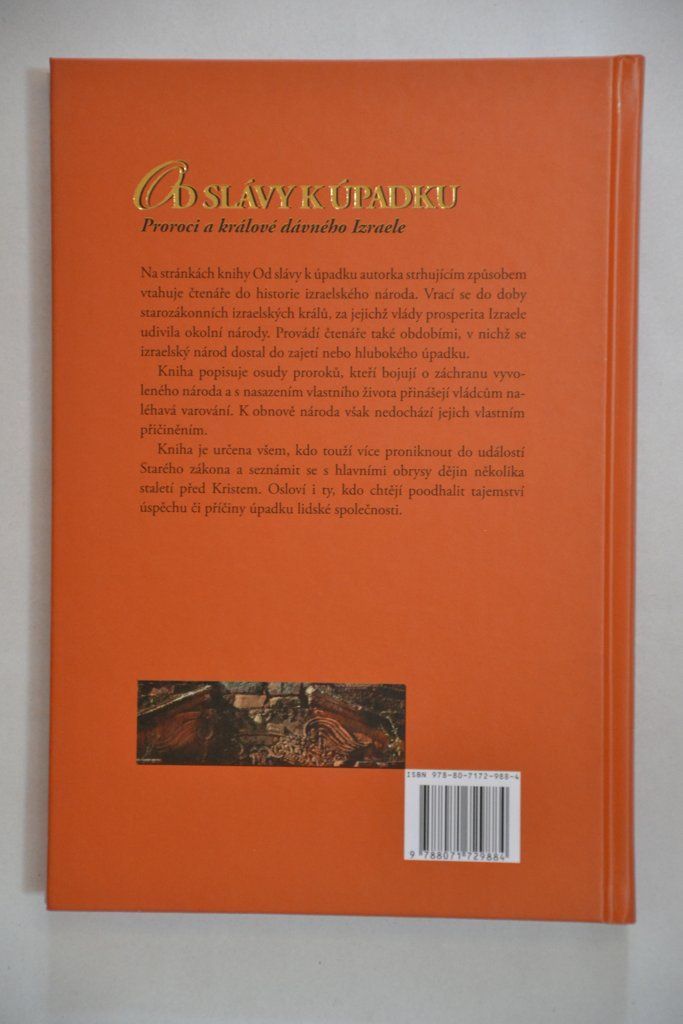 OD SLÁVY K ÚPADKU
Proroci a králové dávného Izraele
Na stránkách knihy Od slávy k úpadku autorka strhujícím způsobem
vtahuje čtenáře do historie izraelského národa. Vrací se do doby
starozákonních izraelských králů, za jejichž vlády prosperita Izraele
udivila okolní národy. Provádí čtenáře také obdobími, v nichž se
izraelský národ dostal do zajetí nebo hlubokého úpadku.
Kniha popisuje osudy proroků, kteří bojují o záchranu vyvo-
leného národa a s nasazením vlastního života přinášejí vládcům na-
léhavá varování. K obnově národa však nedochází jejich vlastním
přičiněním.
Kniha je určena všem, kdo touží více proniknout do událostí
Starého zákona a seznámit se s hlavními obrysy dějin několika
staletí před Kristem. Osloví i ty, kdo chtějí poodhalit tajemství
úspěchu či příčiny úpadku lidské společnosti.
ISBN 978-80-7172-988-4
9 788071 729884